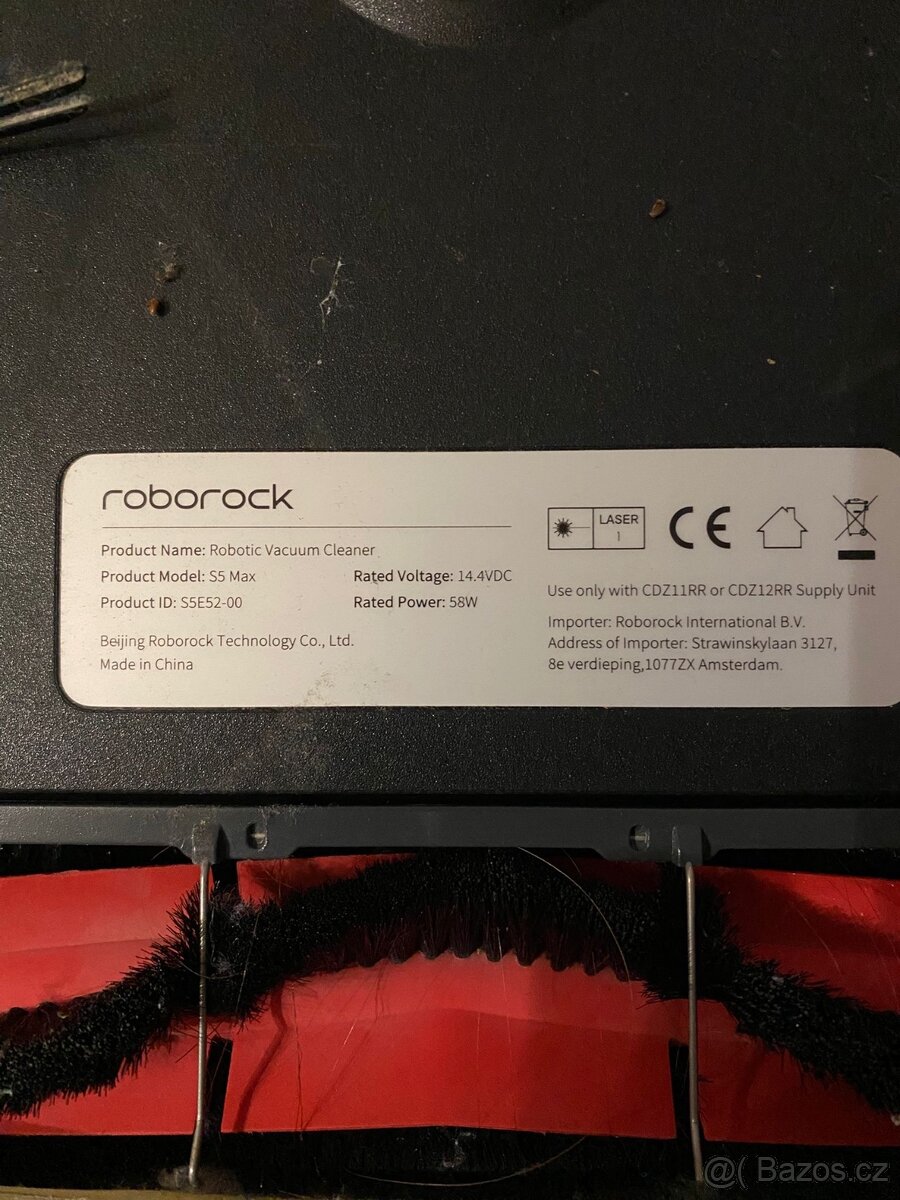 roborock
Product Name: Robotic Vacuum Cleaner
Product Model: S5 Max
Rated Voltage: 14.4VDC
Product ID: S5E52-00
Rated Power: 58W
Beijing Roborock Technology Co., Ltd.
Made in China
LASER
1
CE
Use only with CDZ11RR or CDZ12RR Supply Unit
Importer: Roborock International B.V.
Address of Importer: Strawinskylaan 3127,
8e verdieping,1077ZX Amsterdam.
@( Bazos.cz